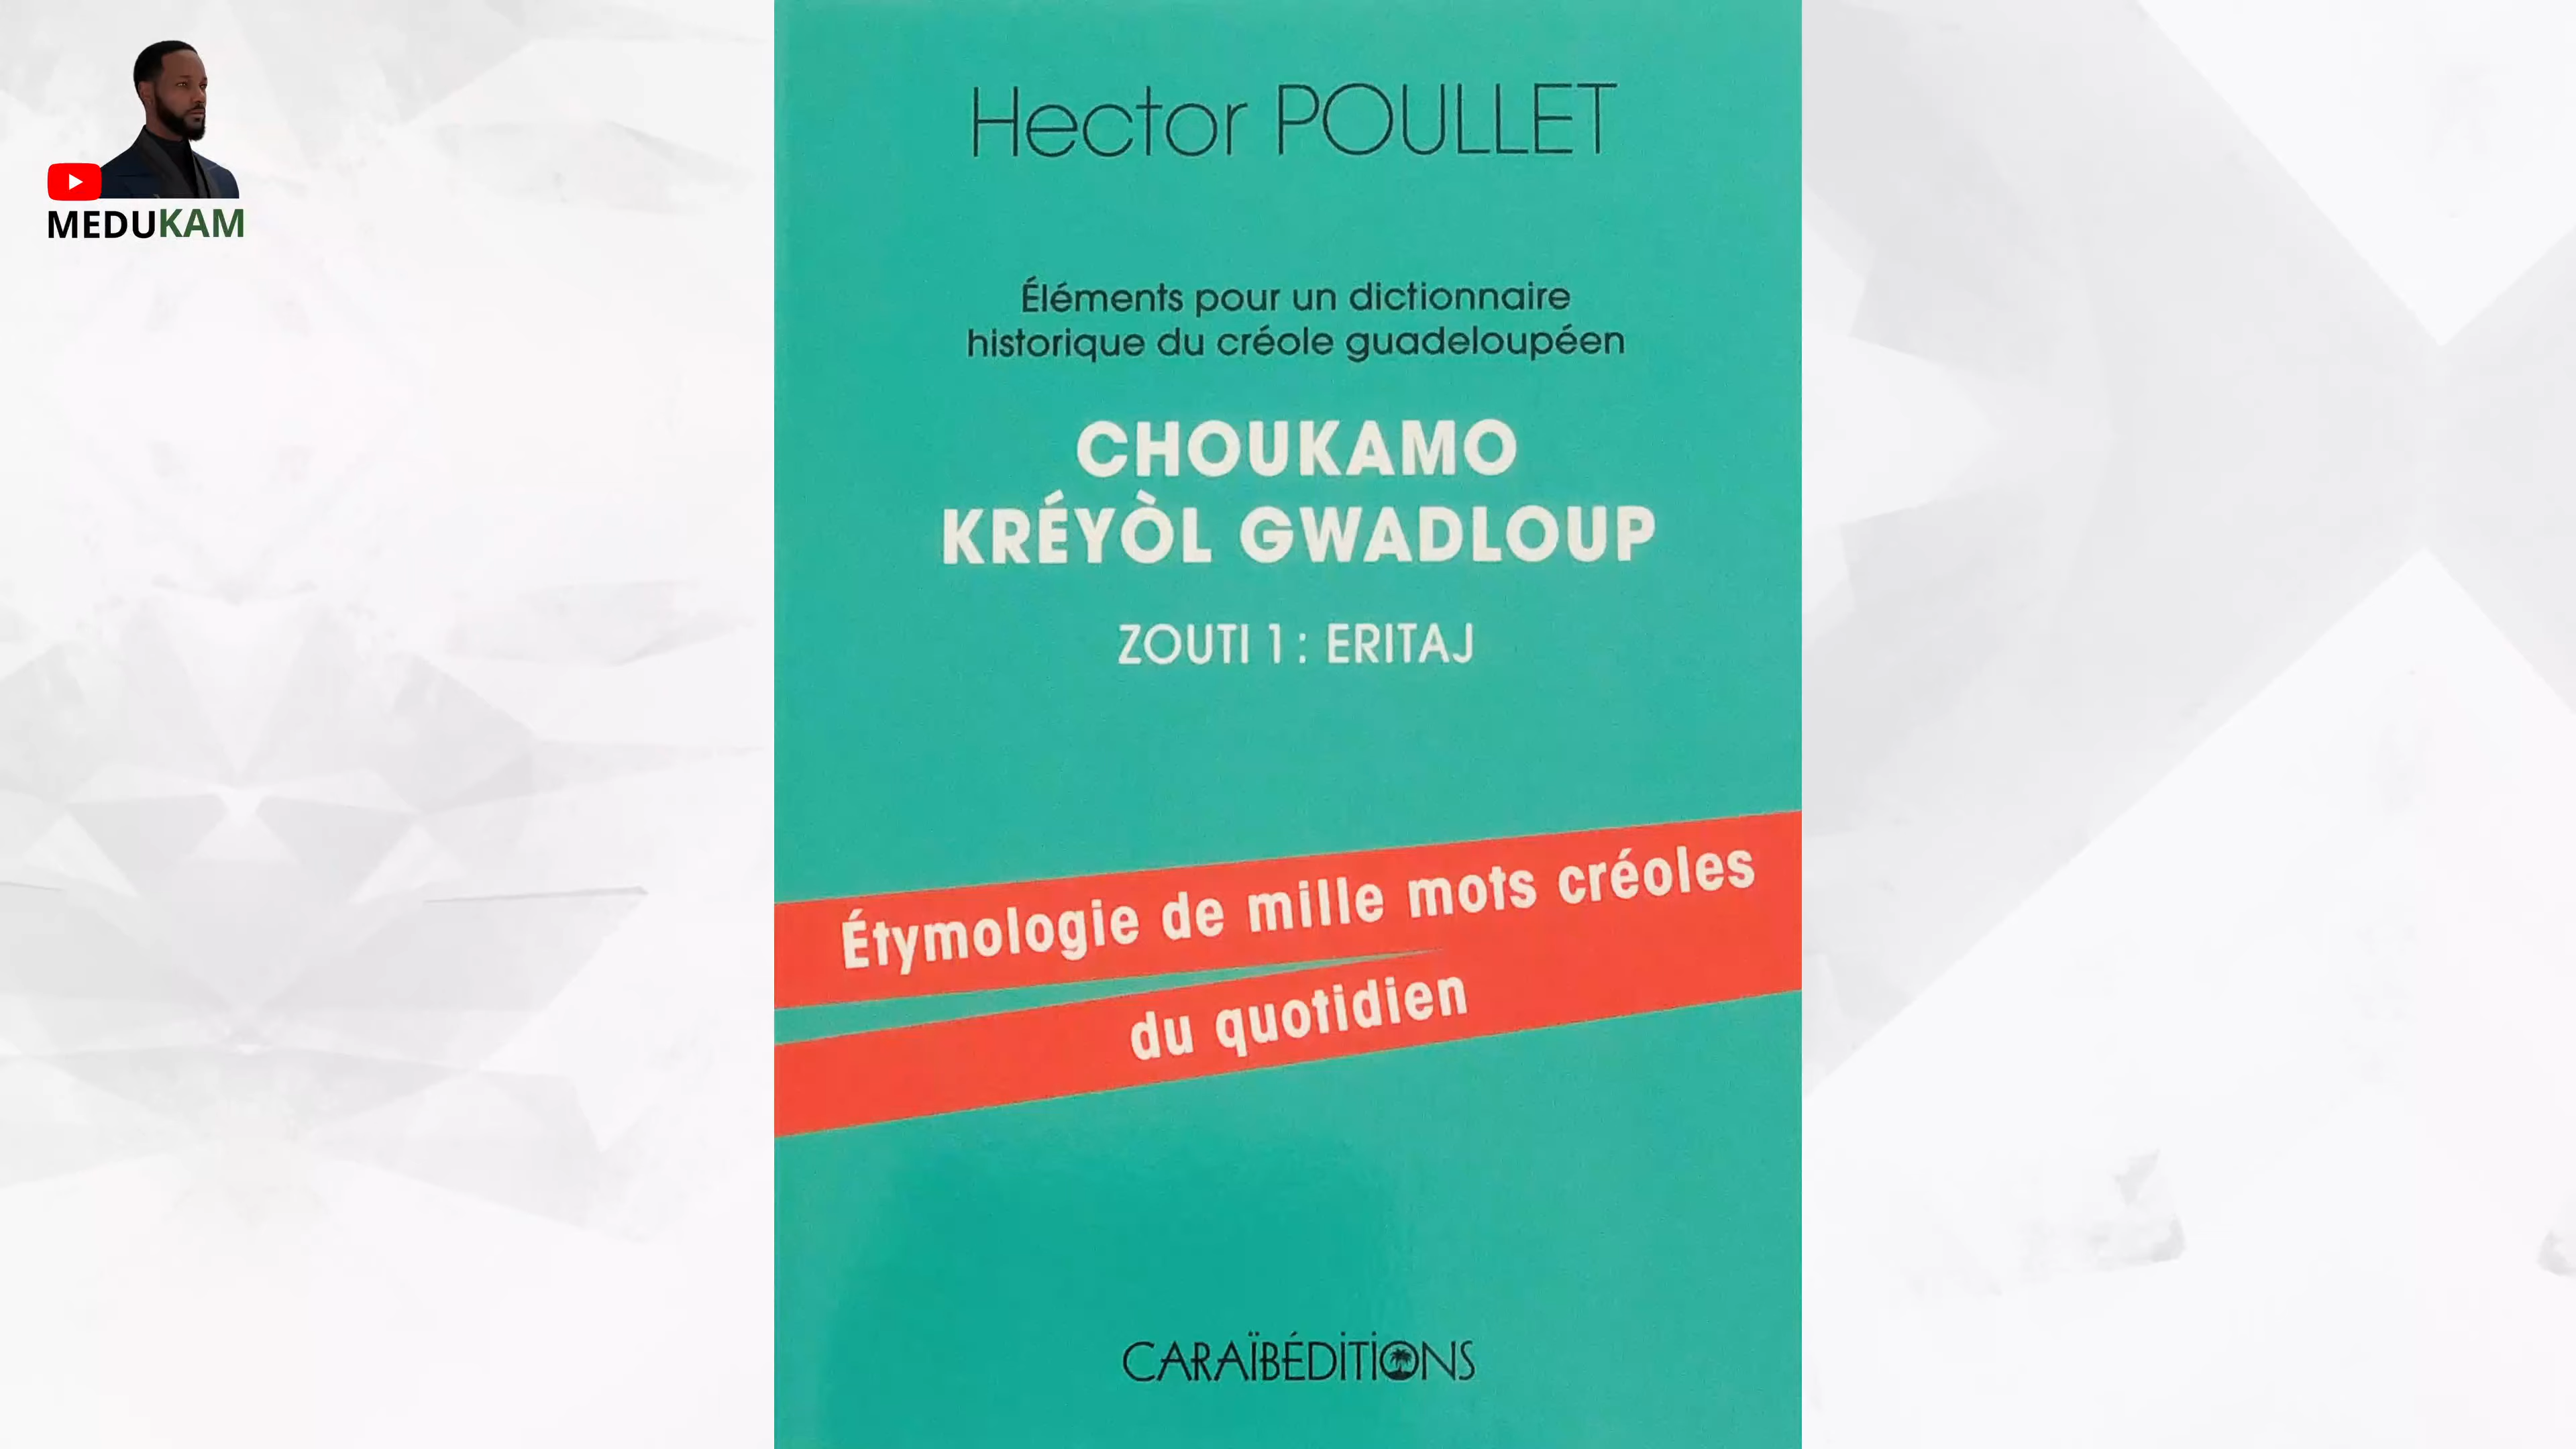 MEDUKAM
Hector POULLET
Éléments pour un dictionnaire
historique du créole guadeloupéen
CHOUKAMO
KRÉYÒL GWADLOUP
ZOUTI 1 : ERITAJ
Étymologie de mille mots créoles
du quotidien
CARAÏBÉDITIONS